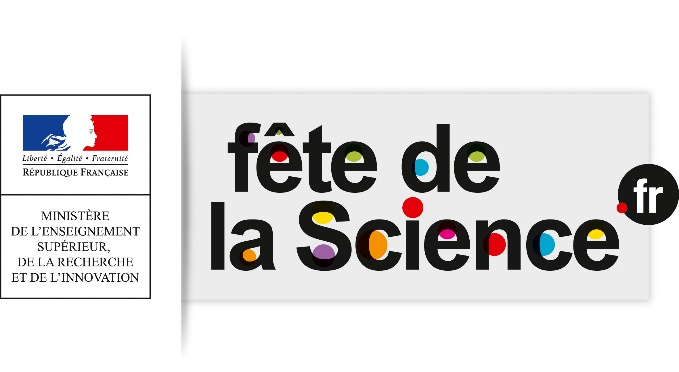 Liberté • Égalité • Fraternité
RÉPUBLIQUE FRANÇAISE
MINISTÈRE
DE L'ENSEIGNEMENT
SUPÉRIEUR,
DE LA RECHERCHE
ET DE L'INNOVATION
fête de
la Science
.fr